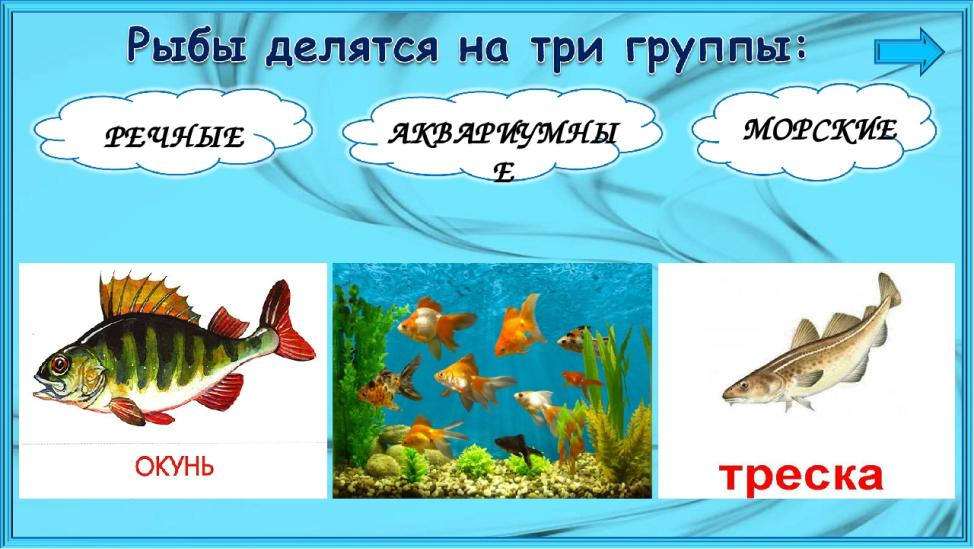 Рыбы делятся на три группы:
РЕЧНЫЕ
АКВАРИУМНЫ
Е
МОРСКИЕ
ОКУНЬ
треска